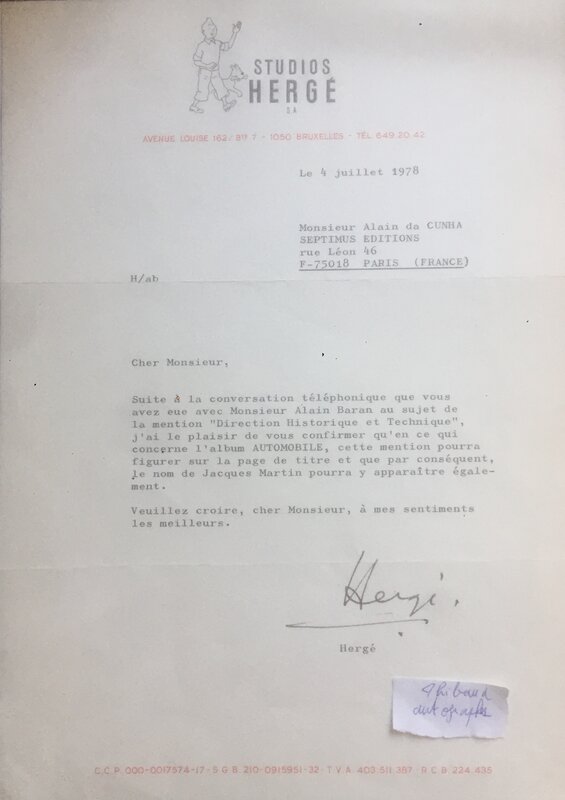 STUDIOS
HERGÉ
SA
AVENUE LOUISE 162/ Bte 7 - 1050 BRUXELLES - TÉL. 649.20.42
Le 4 juillet 1978
Monsieur Alain da CUNHA
SEPTIMUS EDITIONS
rue Léon 46
F-75018 PARIS (FRANCE)
H/ab
Cher Monsieur,
Suite à la conversation téléphonique que vous
avez eue avec Monsieur Alain Baran au sujet de
la mention "Direction Historique et Technique",
j'ai le plaisir de vous confirmer qu'en ce qui
concerne l'album AUTOMOBILE, cette mention pourra
figurer sur la page de titre et que par conséquent,
le nom de Jacques Martin pourra y apparaître égale-
ment.
Veuillez croire, cher Monsieur, à mes sentiments
les meilleurs.
Hergé.
Hergé
Thibaud
autographe
C.C.P. 000-0017574-17 - S.G.B. 210-0915951-32 - T.V.A. 403.511.387 - R.C.B. 224.435